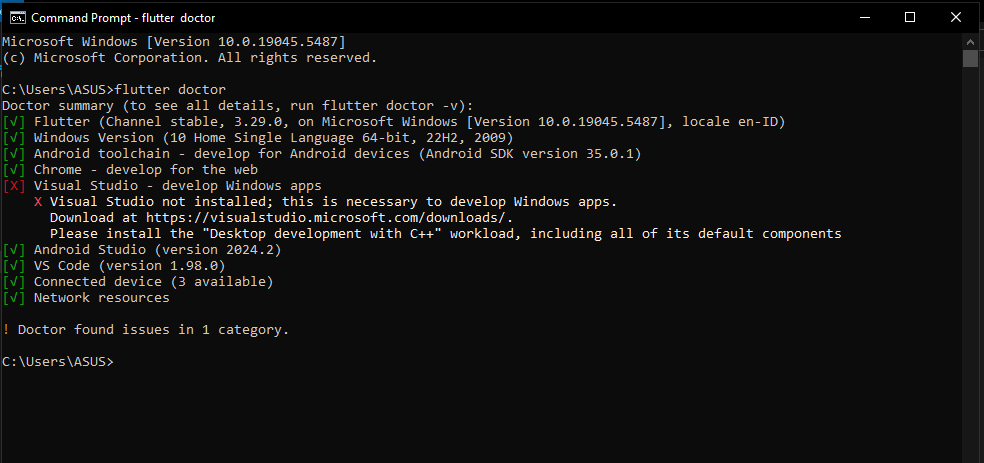 Command Prompt - flutter doctor
Microsoft Windows [Version 10.0.19045.5487]
(c) Microsoft Corporation. All rights reserved.
C:\Users\ASUS>flutter doctor
Doctor summary (to see all details, run flutter doctor -v):
[√] Flutter (Channel stable, 3.29.0, on Microsoft Windows [Version 10.0.19045.5487], locale en-ID)
[√] Windows Version (10 Home Single Language 64-bit, 22H2, 2009)
[√] Android toolchain - develop for Android devices (Android SDK version 35.0.1)
[√] Chrome - develop for the web
[X] Visual Studio - develop Windows apps
X Visual Studio not installed; this is necessary to develop Windows apps.
Download at https://visualstudio.microsoft.com/downloads/.
Please install the "Desktop development with C++" workload, including all of its default components
[√] Android Studio (version 2024.2)
[√] VS Code (version 1.98.0)
[√] Connected device (3 available)
[√] Network resources
! Doctor found issues in 1 category.
C:\Users\ASUS>